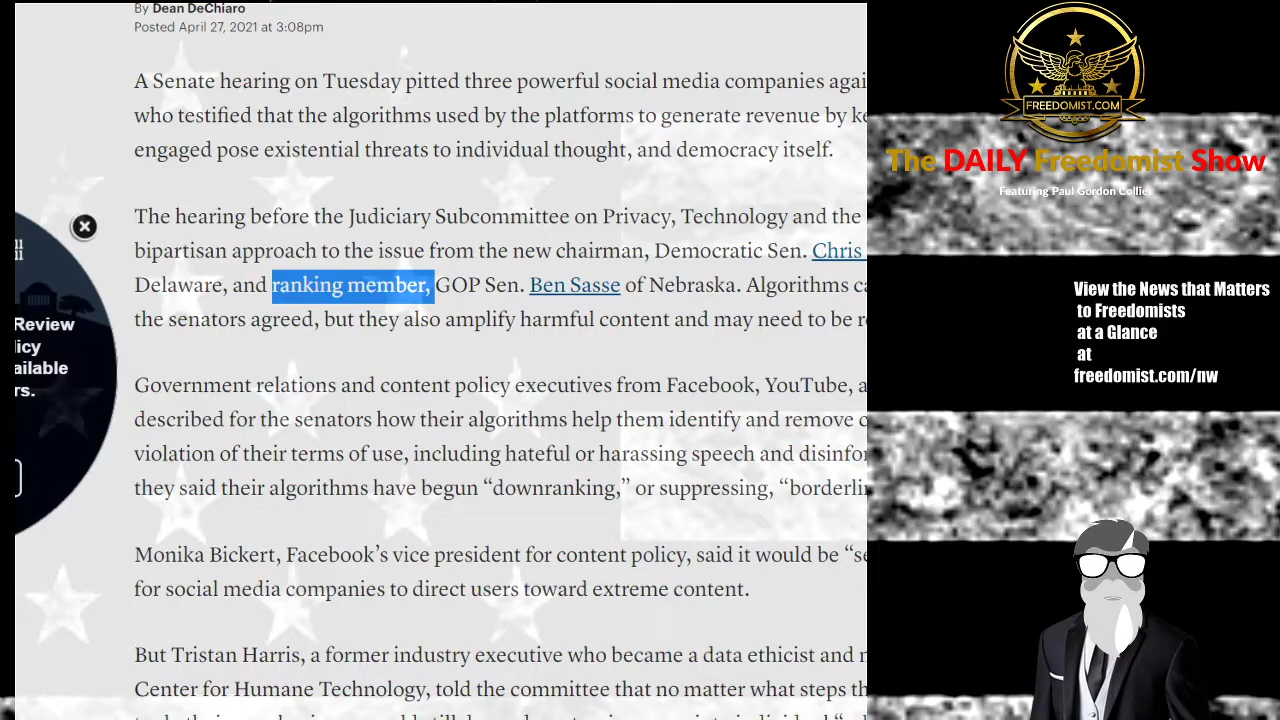 By Dean DeChiaro
Posted April 27, 2021 at 3:08pm
A Senate hearing on Tuesday pitted three powerful social media companies agai
who testified that the algorithms used by the platforms to generate revenue by ke
engaged pose existential threats to individual thought, and democracy itself.
The hearing before the Judiciary Subcommittee on Privacy, Technology and the
bipartisan approach to the issue from the new chairman, Democratic Sen. Chris
Delaware, and ranking member, GOP Sen. Ben Sasse of Nebraska. Algorithms ca
the senators agreed, but they also amplify harmful content and may need to be r
Government relations and content policy executives from Facebook, YouTube, a
described for the senators how their algorithms help them identify and remove c
violation of their terms of use, including hateful or harassing speech and disinfor
they said their algorithms have begun “downranking,” or suppressing, “borderlin
Monika Bickert, Facebook’s vice president for content policy, said it would be “se
for social media companies to direct users toward extreme content.
But Tristan Harris, a former industry executive who became a data ethicist and
Center for Humane Technology, told the committee that no matter what steps th
Review
licy
ailable
rs.
FREEDOMIST.COM
The DAILY Freedomist Show
Featuring Paul Gordon Collier
View the News that Matters
to Freedomists
at a Glance
at
freedomist.com/nw